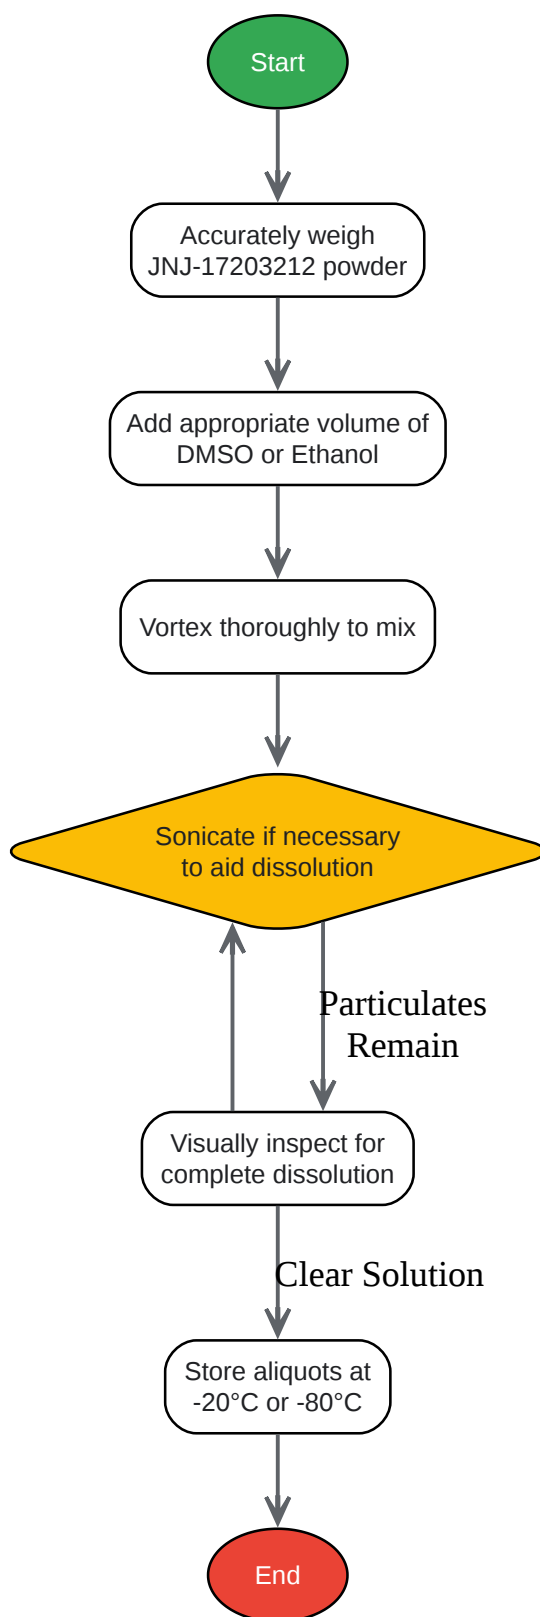 Start
Accurately weigh
JNJ-17203212 powder
Add appropriate volume of
DMSO or Ethanol
Vortex thoroughly to mix
Sonicate if necessary
to aid dissolution
Particulates
Remain
Visually inspect for
complete dissolution
Clear Solution
Store aliquots at
-20°C or -80°C
End